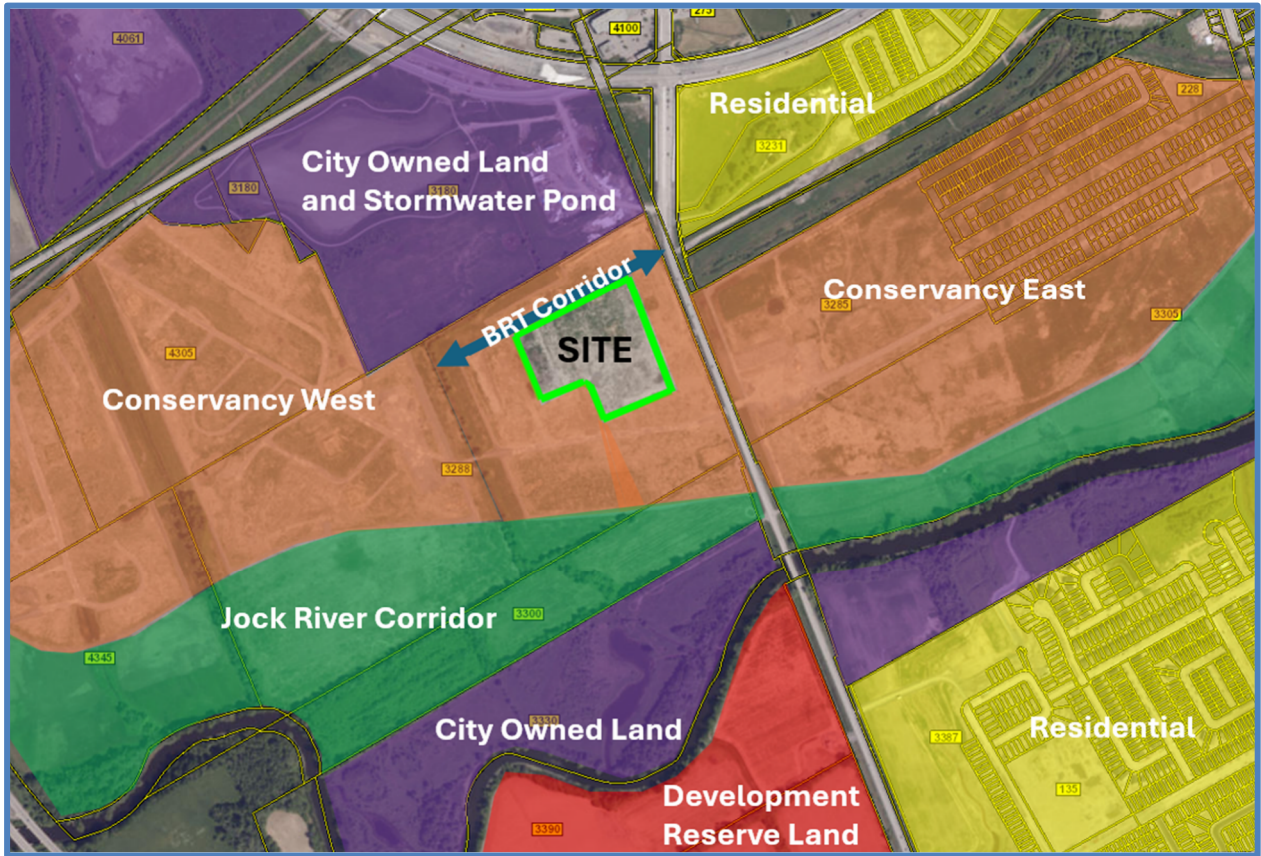 275
4100
4061
Residential
228
3231
City Owned Land
and Stormwater Pond
3180
3180
BRT Corridor
Conservancy East
3285
3305
SITE
4305
Conservancy West
3288
Jock River Corridor
3300
4345
City Owned Land
3330
Residential
3387
135
Development
Reserve Land
3390